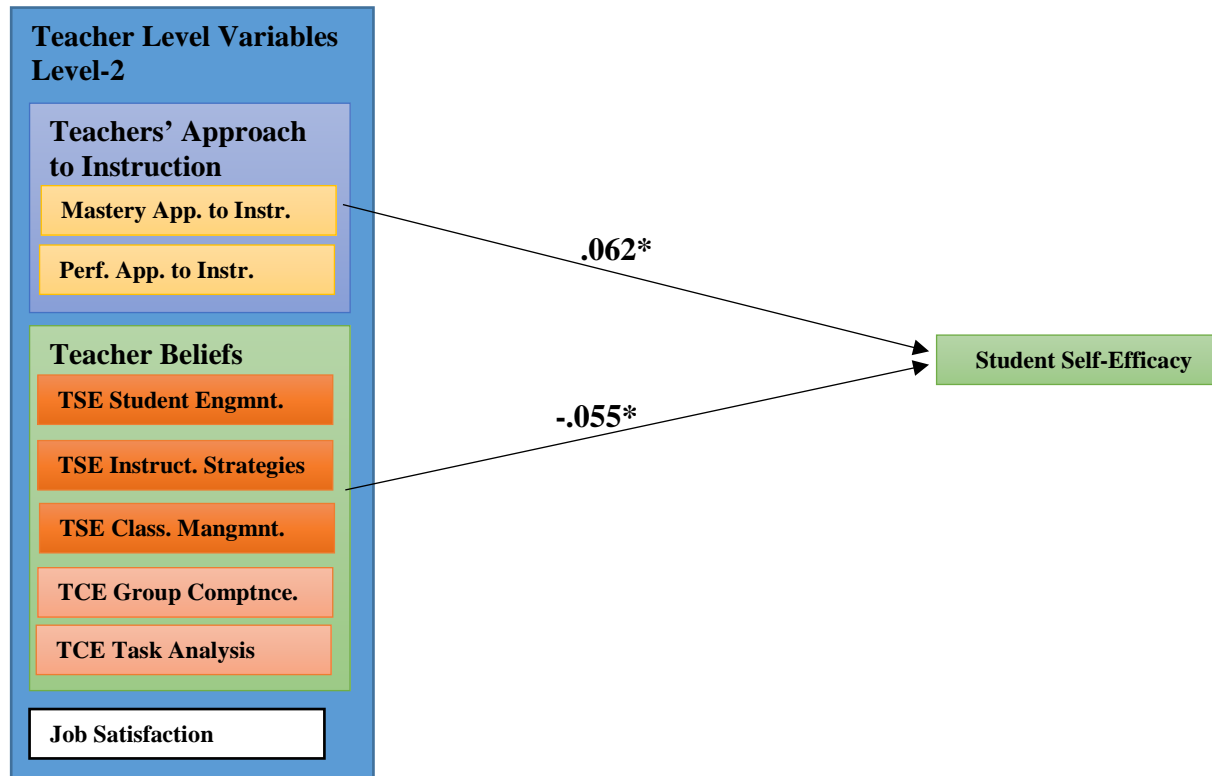 Teacher Level Variables
Level-2
Teachers’ Approach
to Instruction
Mastery App. to Instr.
Perf. App. to Instr.
.062*
Student Self-Efficacy
Teacher Beliefs
TSE Student Engmnt.
-.055*
TSE Instruct. Strategies
TSE Class. Mangmnt.
TCE Group Comptnce.
TCE Task Analysis
Job Satisfaction